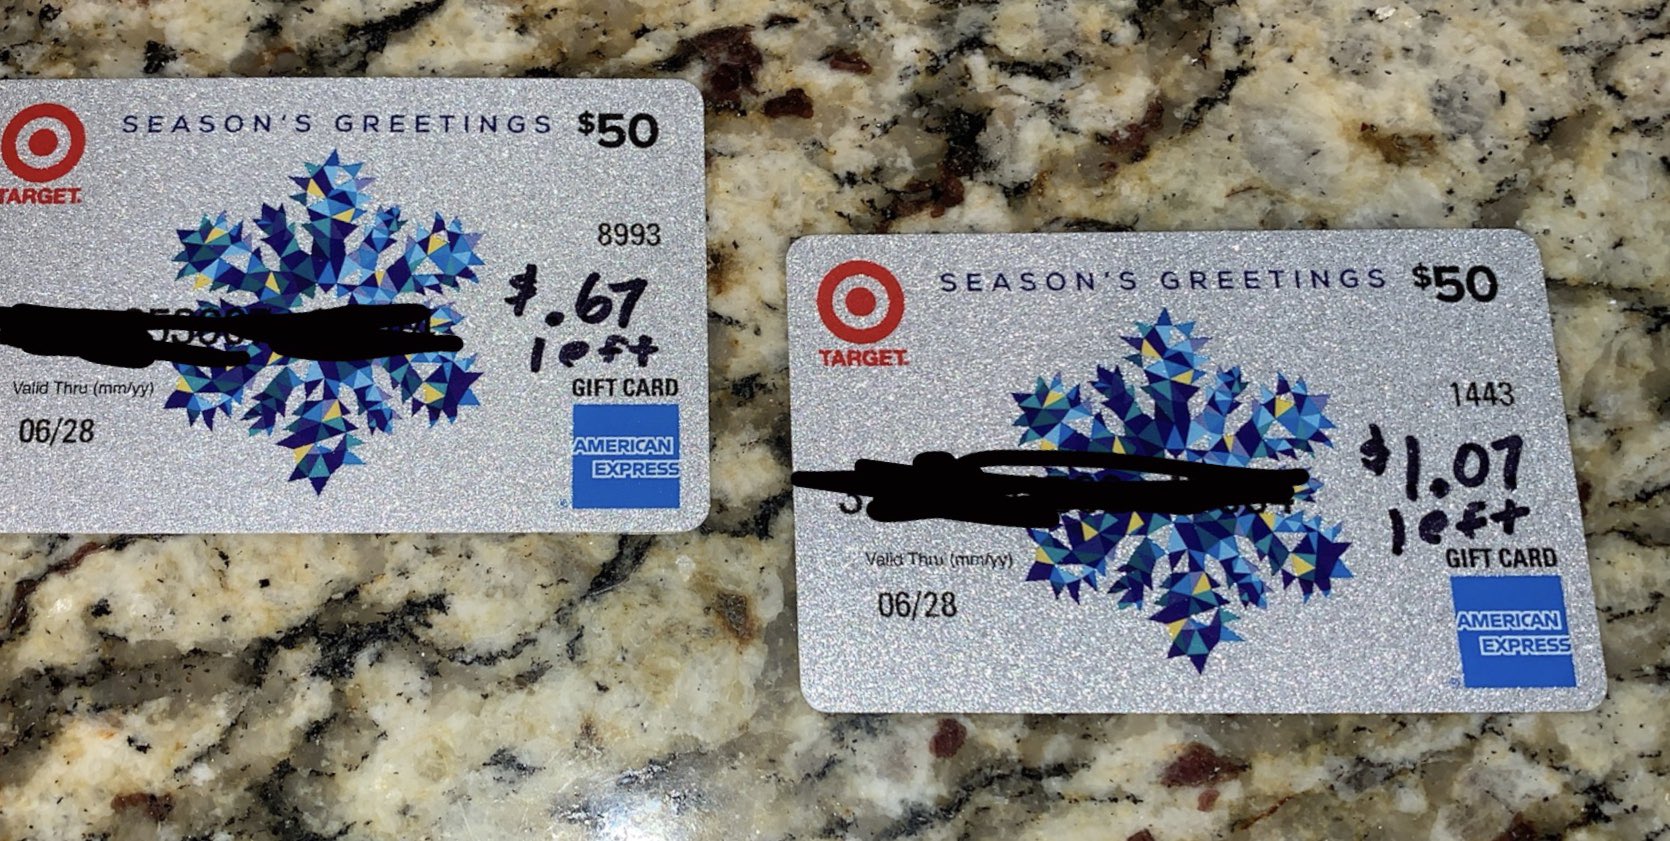 TARGET.
SEASON'S GREETINGS $50
8993
$.67
left
Valid Thru (mm/yy)
06/28
GIFT CARD
AMERICAN
EXPRESS
TARGET.
SEASON'S GREETINGS $50
1443
$1.07
left
Valid Thru (mm/yy)
06/28
GIFT CARD
AMERICAN
EXPRESS